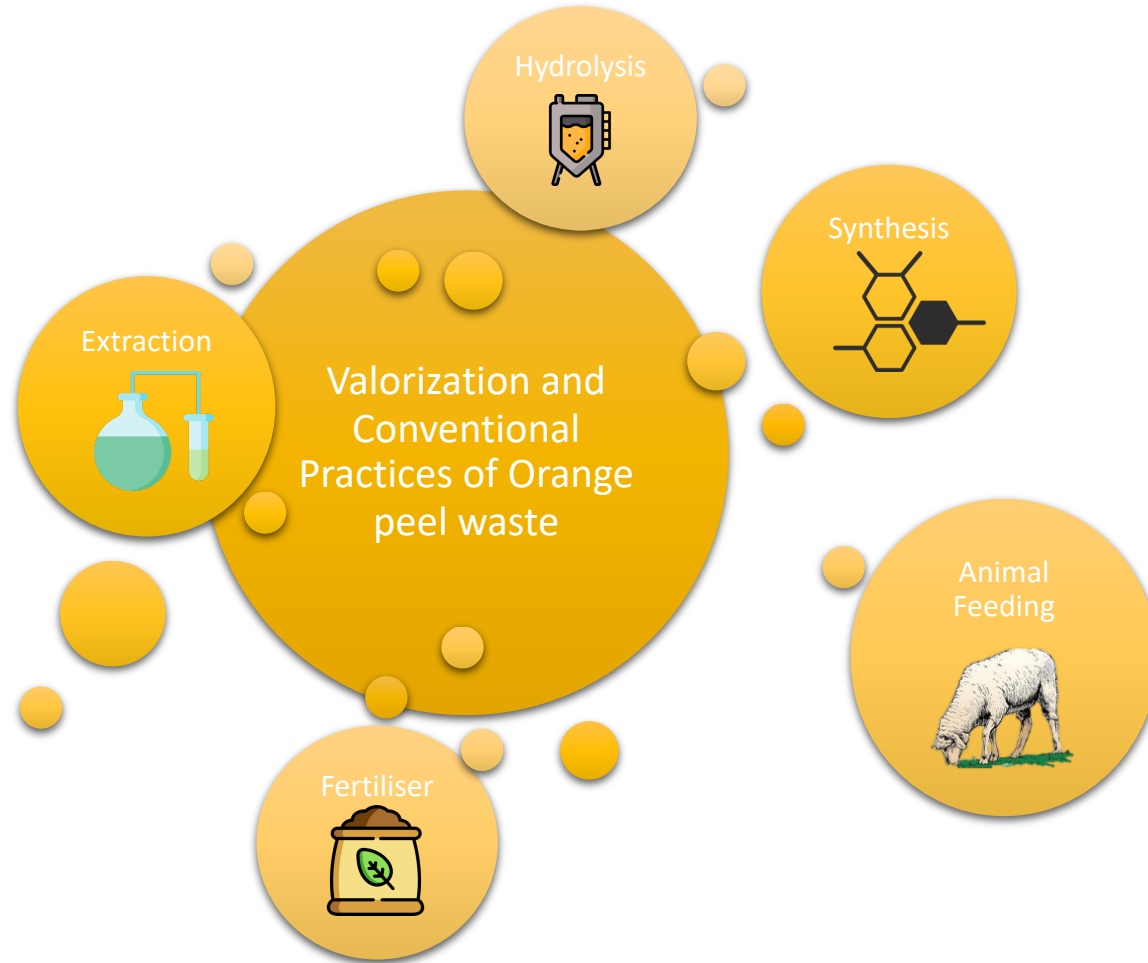 Hydrolysis
Synthesis
Extraction
Valorization and
Conventional
Practices of Orange
peel waste
Animal
Feeding
Fertiliser